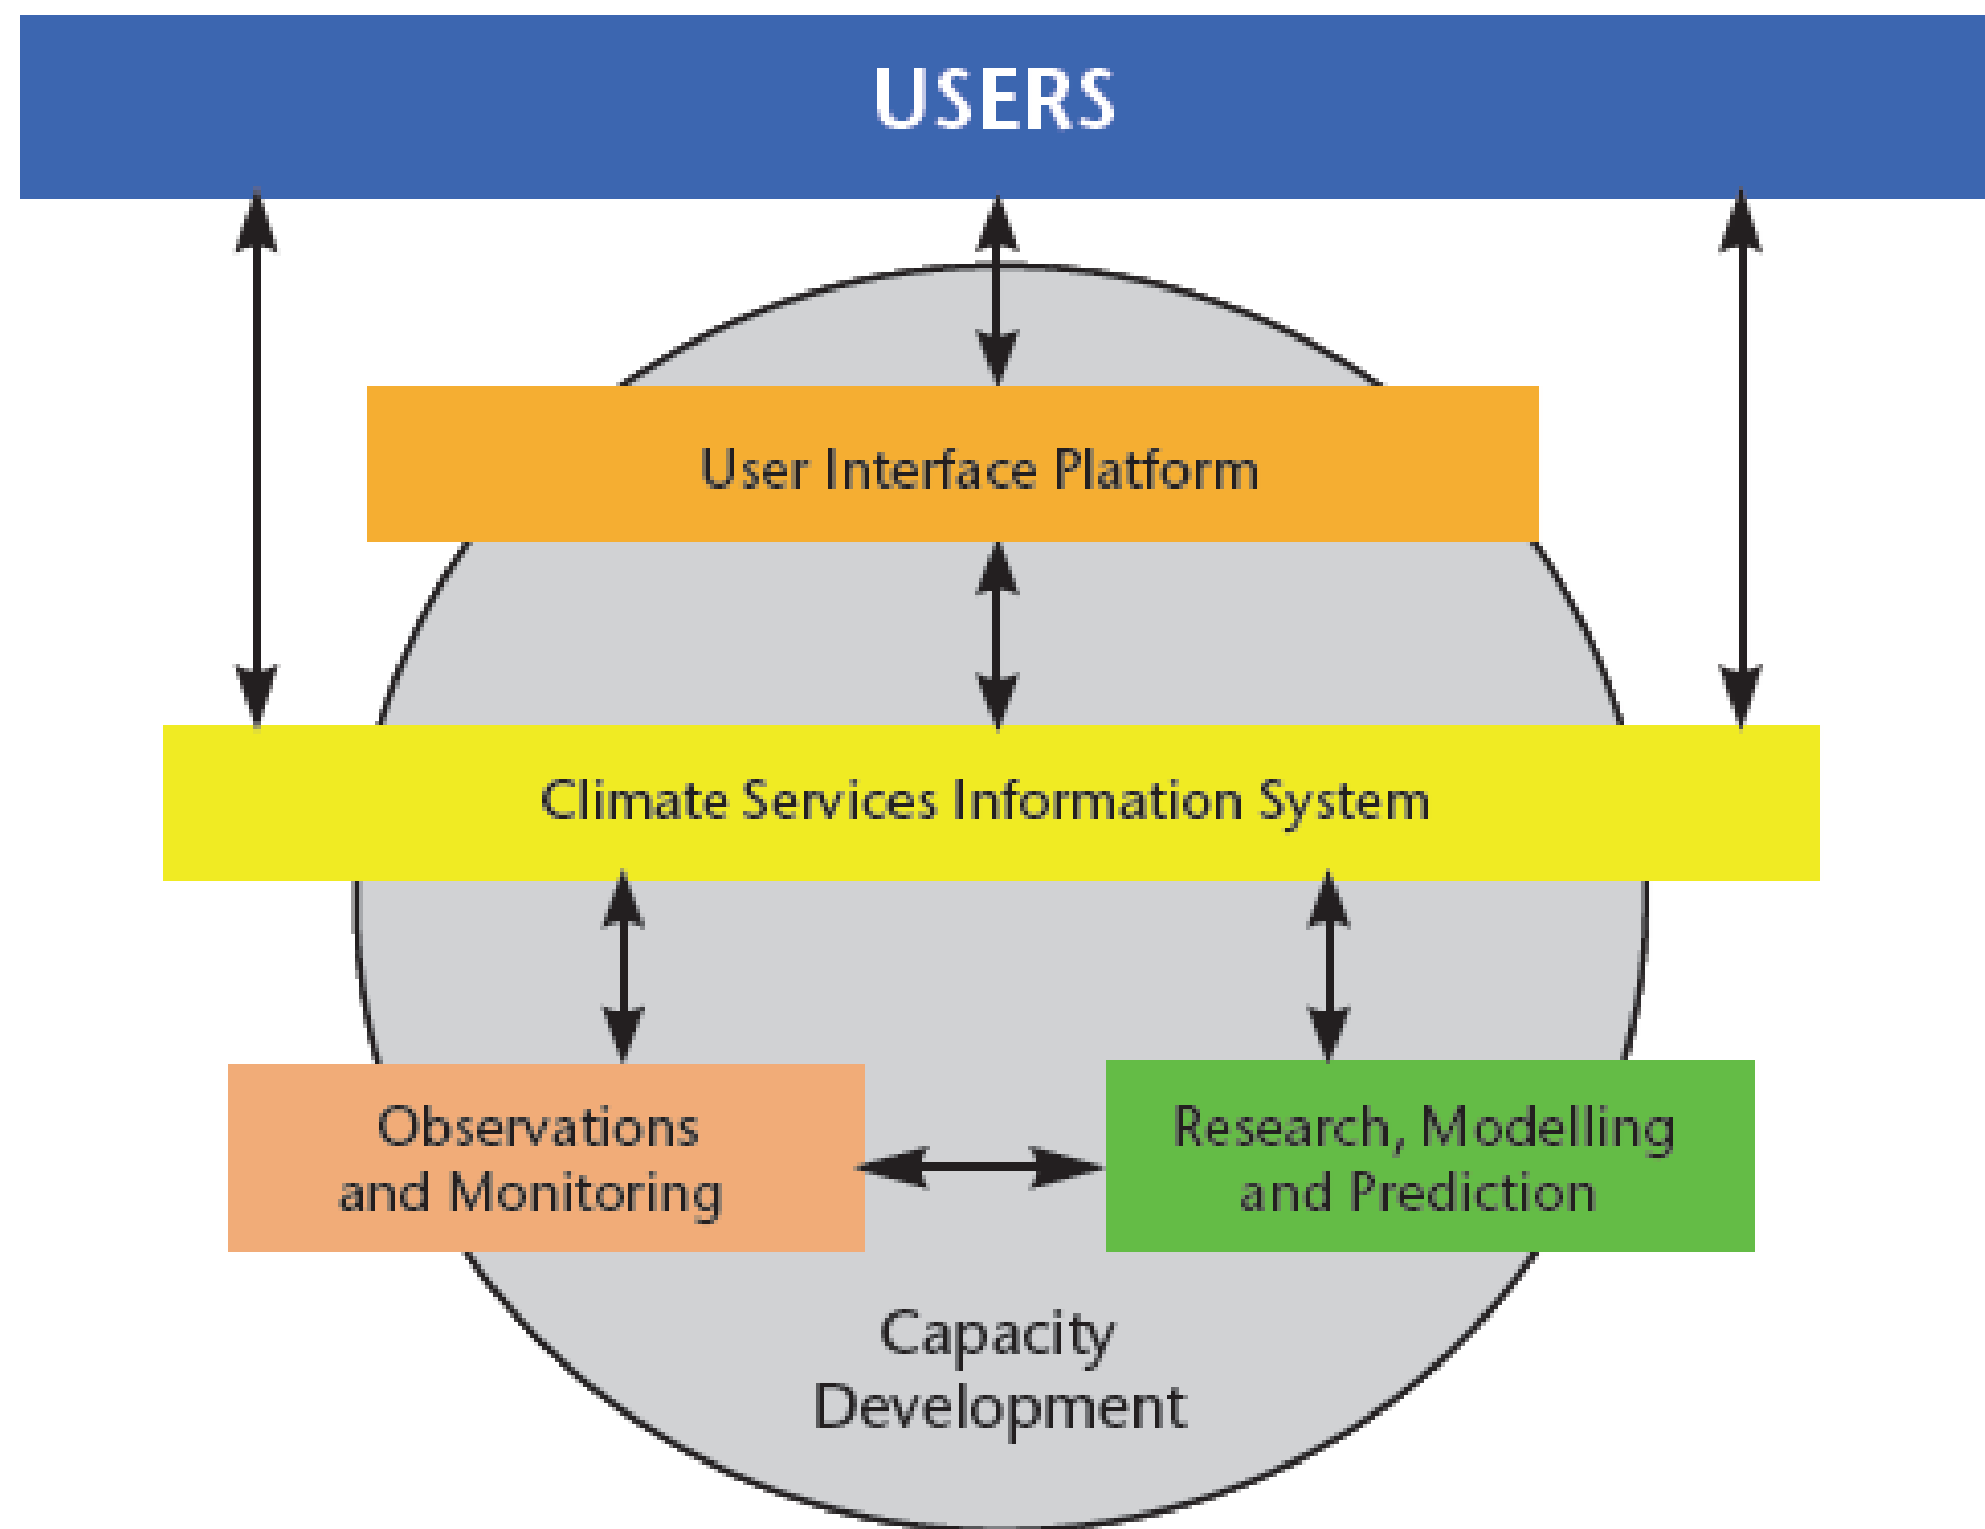 USERS
User Interface Platform
Climate Services Information System
Observations
and Monitoring
Research, Modelling
and Prediction
Capacity
Development